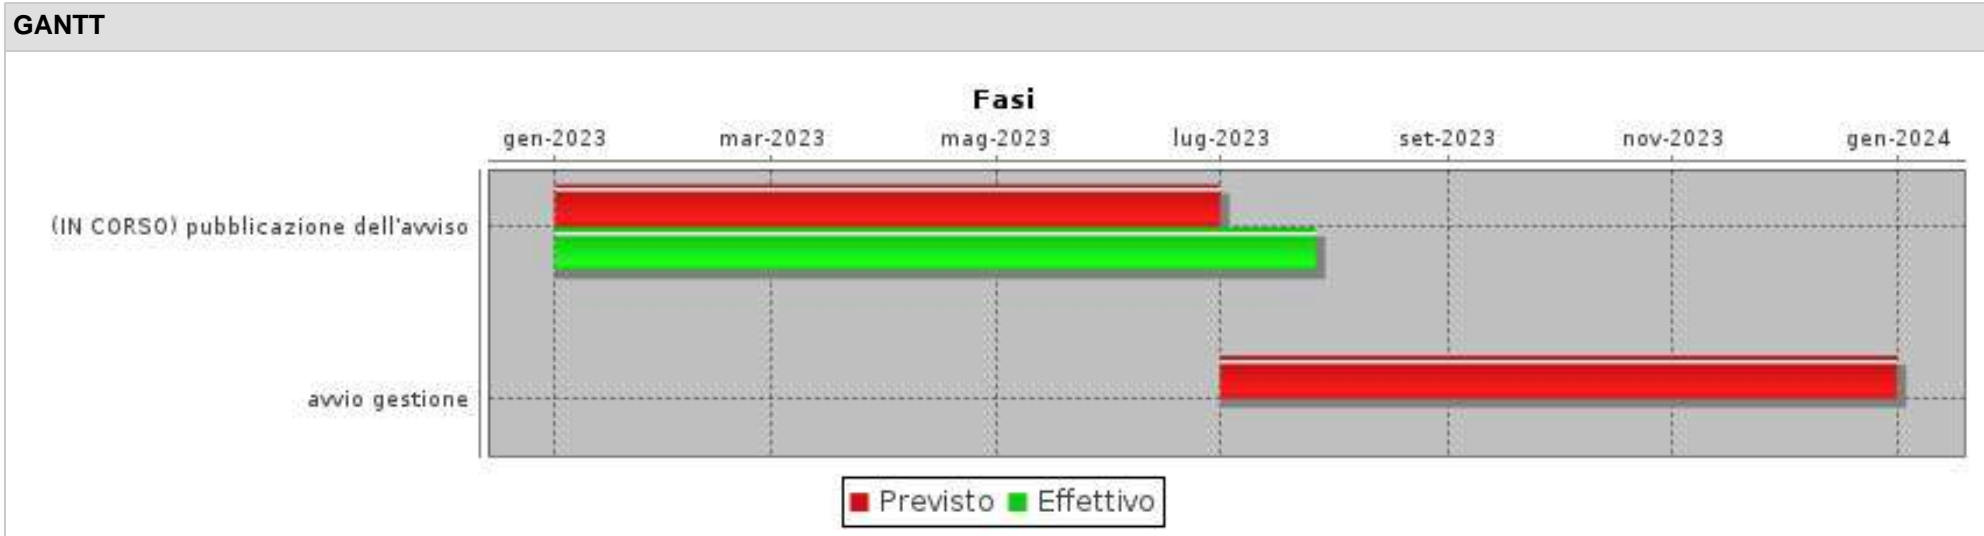 GANTT
Fasi
gen-2023 mar-2023 mag-2023 lug-2023 set-2023 nov-2023 gen-2024
(IN CORSO) pubblicazione dell'avviso
avvio gestione
Previsto Effettivo